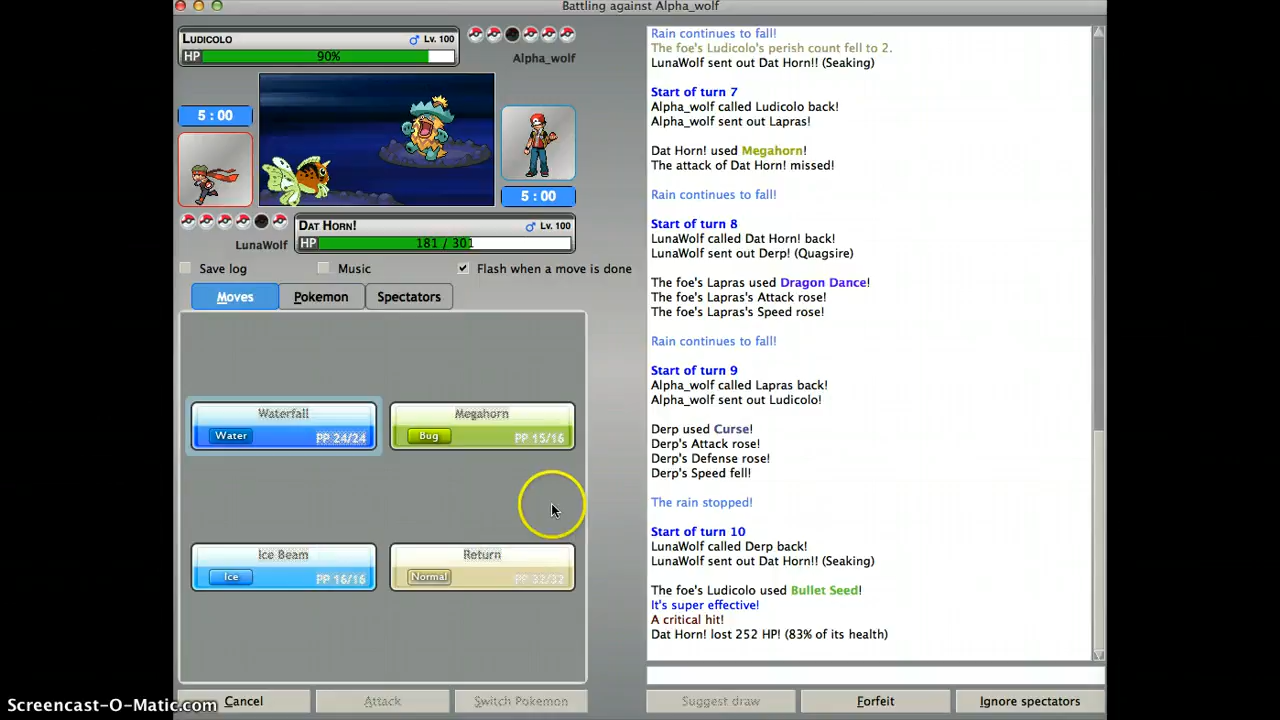 Battling against Alpha_wolf
LUDICOLO ♂ Lv. 100
HP 90%
Alpha_wolf
5:00
5:00
DAT HORN! ♂ Lv. 100
LunaWolf
HP 181 / 301
Save log
Music
Flash when a move is done
Moves
Pokemon
Spectators
Waterfall
Water PP 24/24
Megahorn
Bug PP 15/16
Ice Beam
Ice PP 16/16
Return
Normal PP 32/32
Cancel
Attack
Switch Pokemon
Rain continues to fall!
The foe's Ludicolo's perish count fell to 2.
LunaWolf sent out Dat Horn!! (Seaking)
Start of turn 7
Alpha_wolf called Ludicolo back!
Alpha_wolf sent out Lapras!
Dat Horn! used Megahorn!
The attack of Dat Horn! missed!
Rain continues to fall!
Start of turn 8
LunaWolf called Dat Horn! back!
LunaWolf sent out Derp! (Quagsire)
The foe's Lapras used Dragon Dance!
The foe's Lapras's Attack rose!
The foe's Lapras's Speed rose!
Rain continues to fall!
Start of turn 9
Alpha_wolf called Lapras back!
Alpha_wolf sent out Ludicolo!
Derp used Curse!
Derp's Attack rose!
Derp's Defense rose!
Derp's Speed fell!
The rain stopped!
Start of turn 10
LunaWolf called Derp back!
LunaWolf sent out Dat Horn!! (Seaking)
The foe's Ludicolo used Bullet Seed!
It's super effective!
A critical hit!
Dat Horn! lost 252 HP! (83% of its health)
Suggest draw
Forfeit
Ignore spectators
Screencast-O-Matic.com